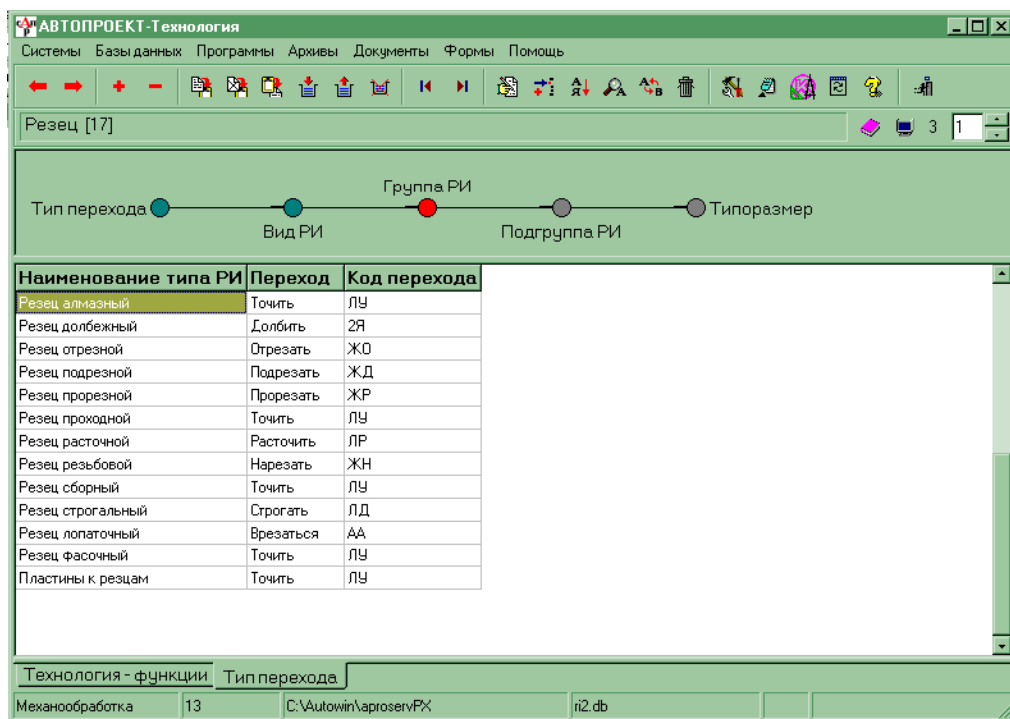 АВТОПРОЕКТ-Технология
Системы Базы данных Программы Архивы Документы Формы Помощь
Резец [17] 3 1
Группа РИ
Тип перехода Типоразмер
Вид РИ Подгруппа РИ
Наименование типа РИ Переход Код перехода
Резец алмазный Точить ЛУ
Резец долбежный Долбить 2Я
Резец отрезной Отрезать ЖО
Резец подрезной Подрезать ЖД
Резец прорезной Прорезать ЖР
Резец проходной Точить ЛУ
Резец расточной Расточить ЛР
Резец резьбовой Нарезать ЖН
Резец сборный Точить ЛУ
Резец строгальный Строгать ЛД
Резец лопаточный Врезаться АА
Резец фасочный Точить ЛУ
Пластины к резцам Точить ЛУ
Технология - функции Тип перехода
Механообработка 13 C:\Autowin\aproservPX ri2.db